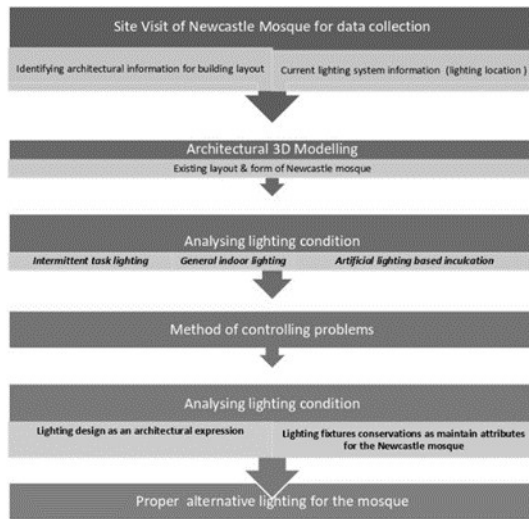 Site Visit of Newcastle Mosque for data collection
Identifying architectural information for building layout
Current lighting system information (lighting location )
Architectural 3D Modelling
Existing layout & form of Newcastle mosque
Analysing lighting condition
Intermittent task lighting
General indoor lighting
Artificial lighting based inculcation
Method of controlling problems
Analysing lighting condition
Lighting design as an architectural expression
Lighting fixtures conservations as maintain attributes
for the Newcastle mosque
Proper alternative lighting for the mosque